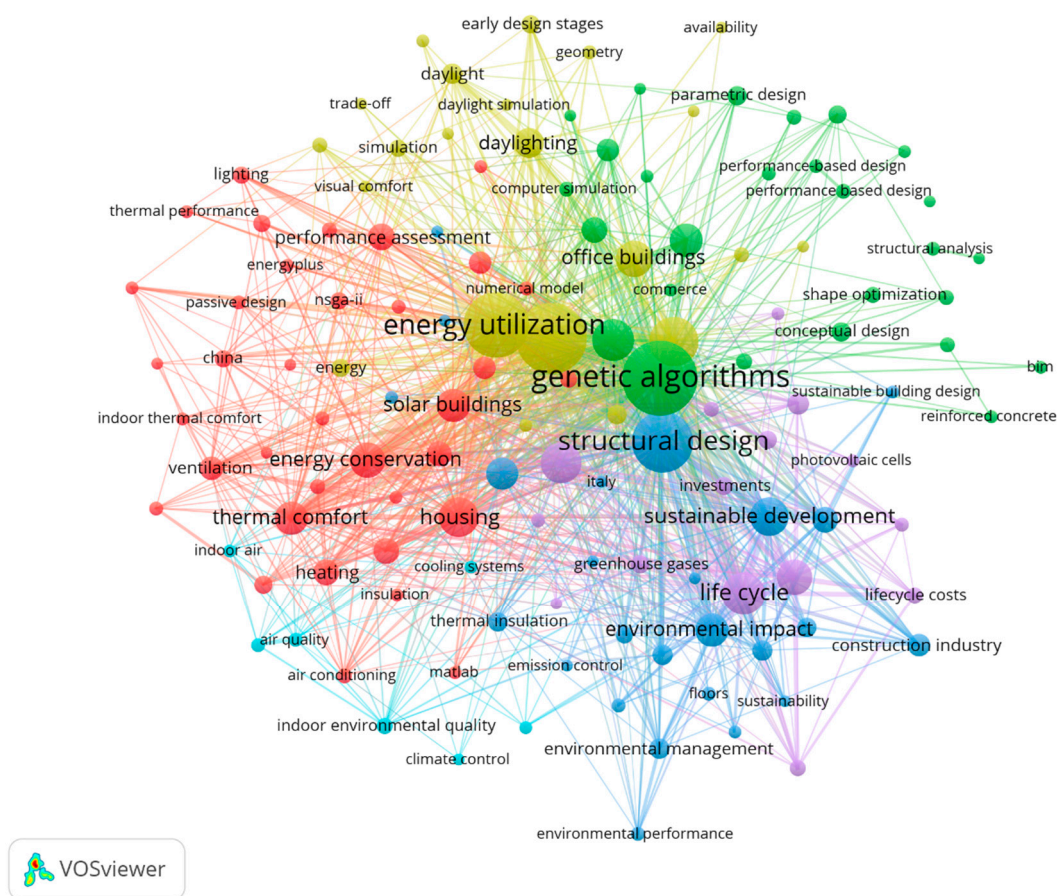 early design stages
availability
geometry
daylight
parametric design
trade-off
daylight simulation
simulation
daylighting
performance-based design
lighting
visual comfort
computer simulation
performance based design
thermal performance
performance assessment
office buildings
structural analysis
energyplus
numerical model
commerce
shape optimization
passive design
nsga-ii
energy utilization
conceptual design
china
energy
genetic algorithms
bim
sustainable building design
solar buildings
indoor thermal comfort
reinforced concrete
structural design
ventilation
energy conservation
photovoltaic cells
italy
investments
thermal comfort
housing
sustainable development
indoor air
cooling systems
greenhouse gases
heating
insulation
life cycle
lifecycle costs
thermal insulation
environmental impact
air quality
construction industry
air conditioning
matlab
emission control
floors
sustainability
indoor environmental quality
environmental management
climate control
environmental performance
VOSviewer